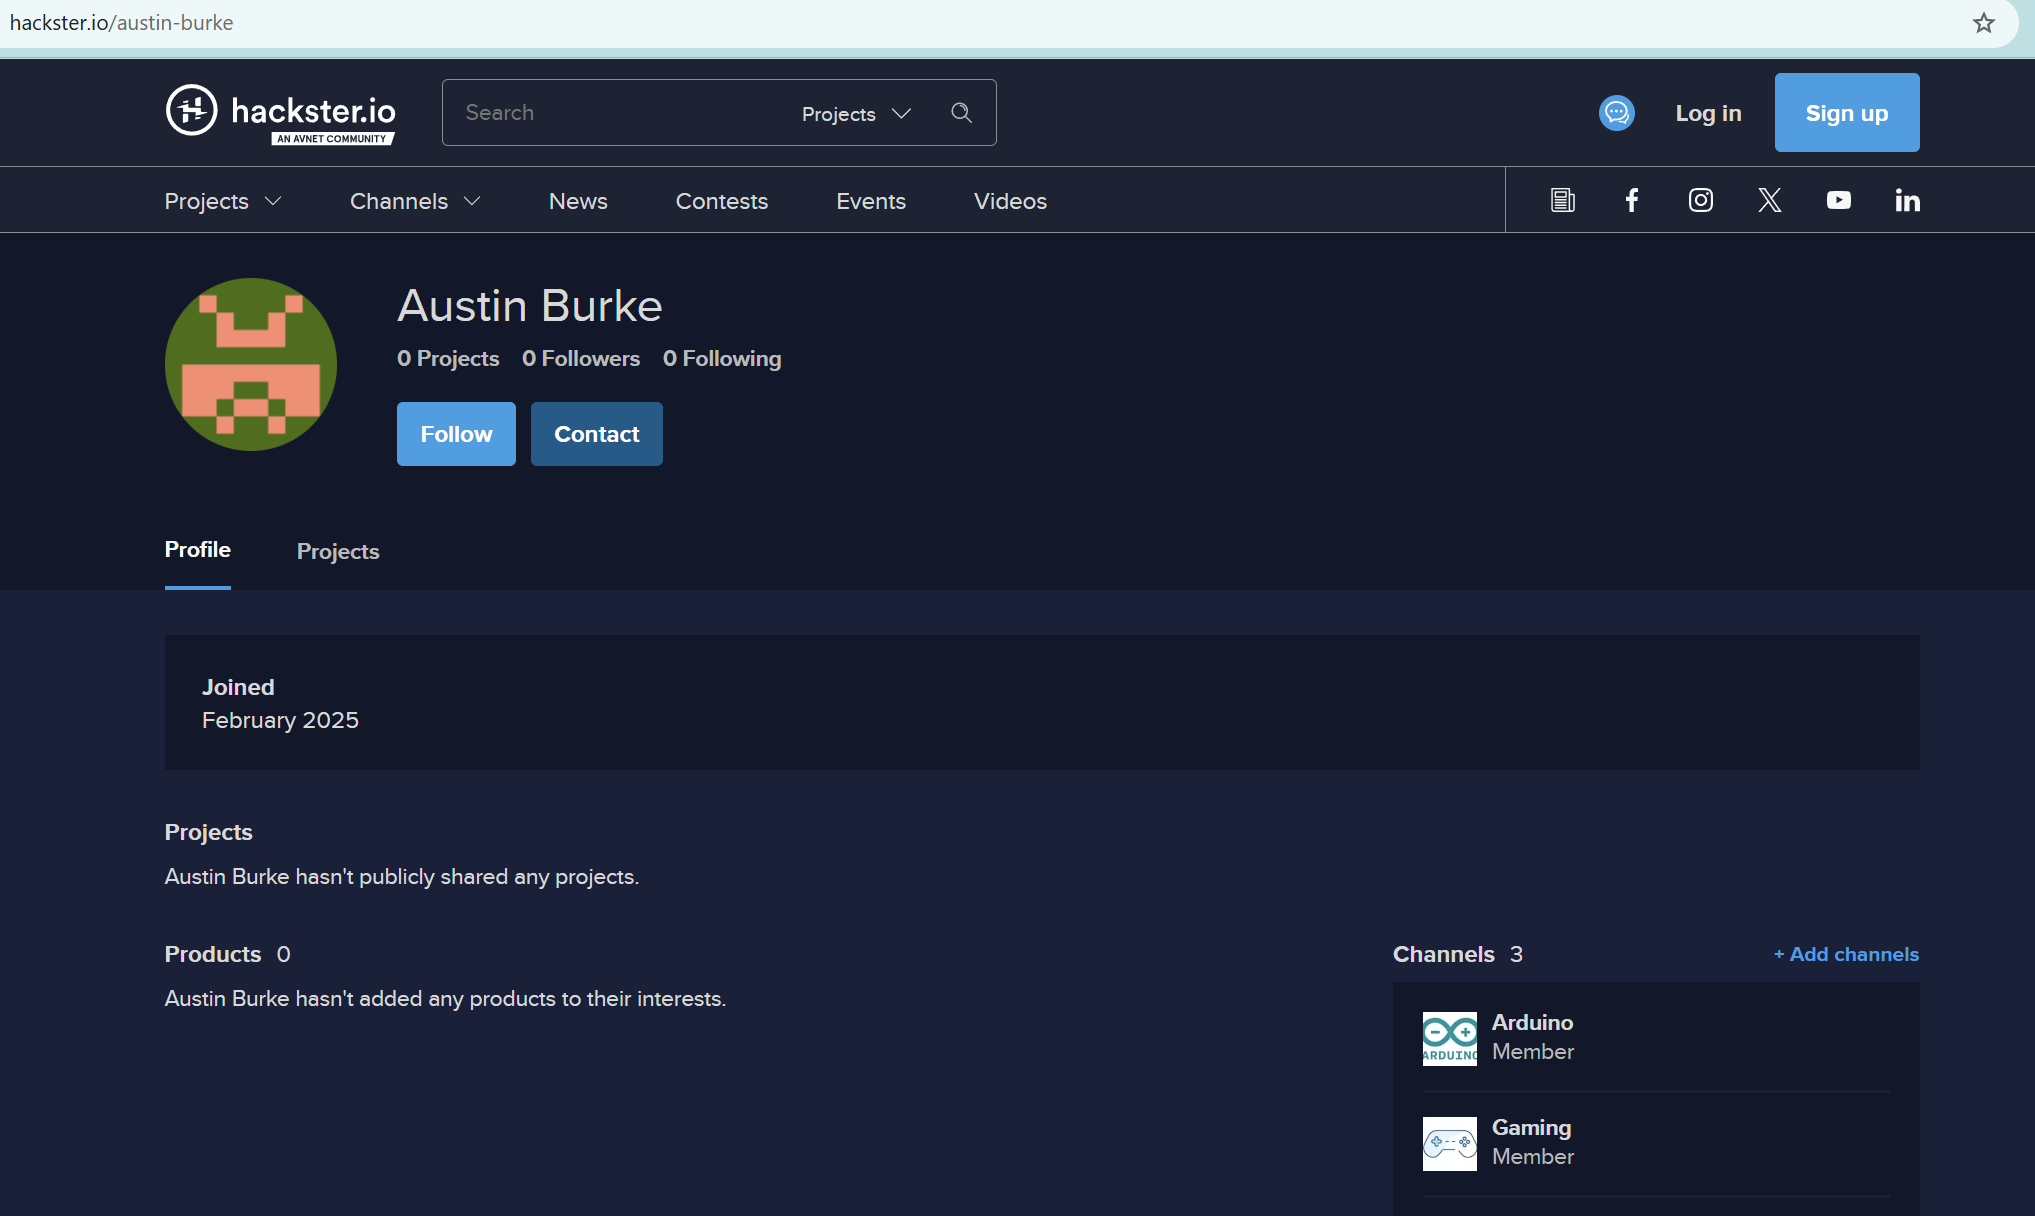 hackster.io/austin-burke
hackster.io
AN AVNET COMMUNITY
Search
Projects
Log in
Sign up
Projects
Channels
News
Contests
Events
Videos
Austin Burke
0 Projects 0 Followers 0 Following
Follow
Contact
Profile
Projects
Joined
February 2025
Projects
Austin Burke hasn't publicly shared any projects.
Products 0
Austin Burke hasn't added any products to their interests.
Channels 3
+ Add channels
ARDUINO
Arduino
Member
Gaming
Member